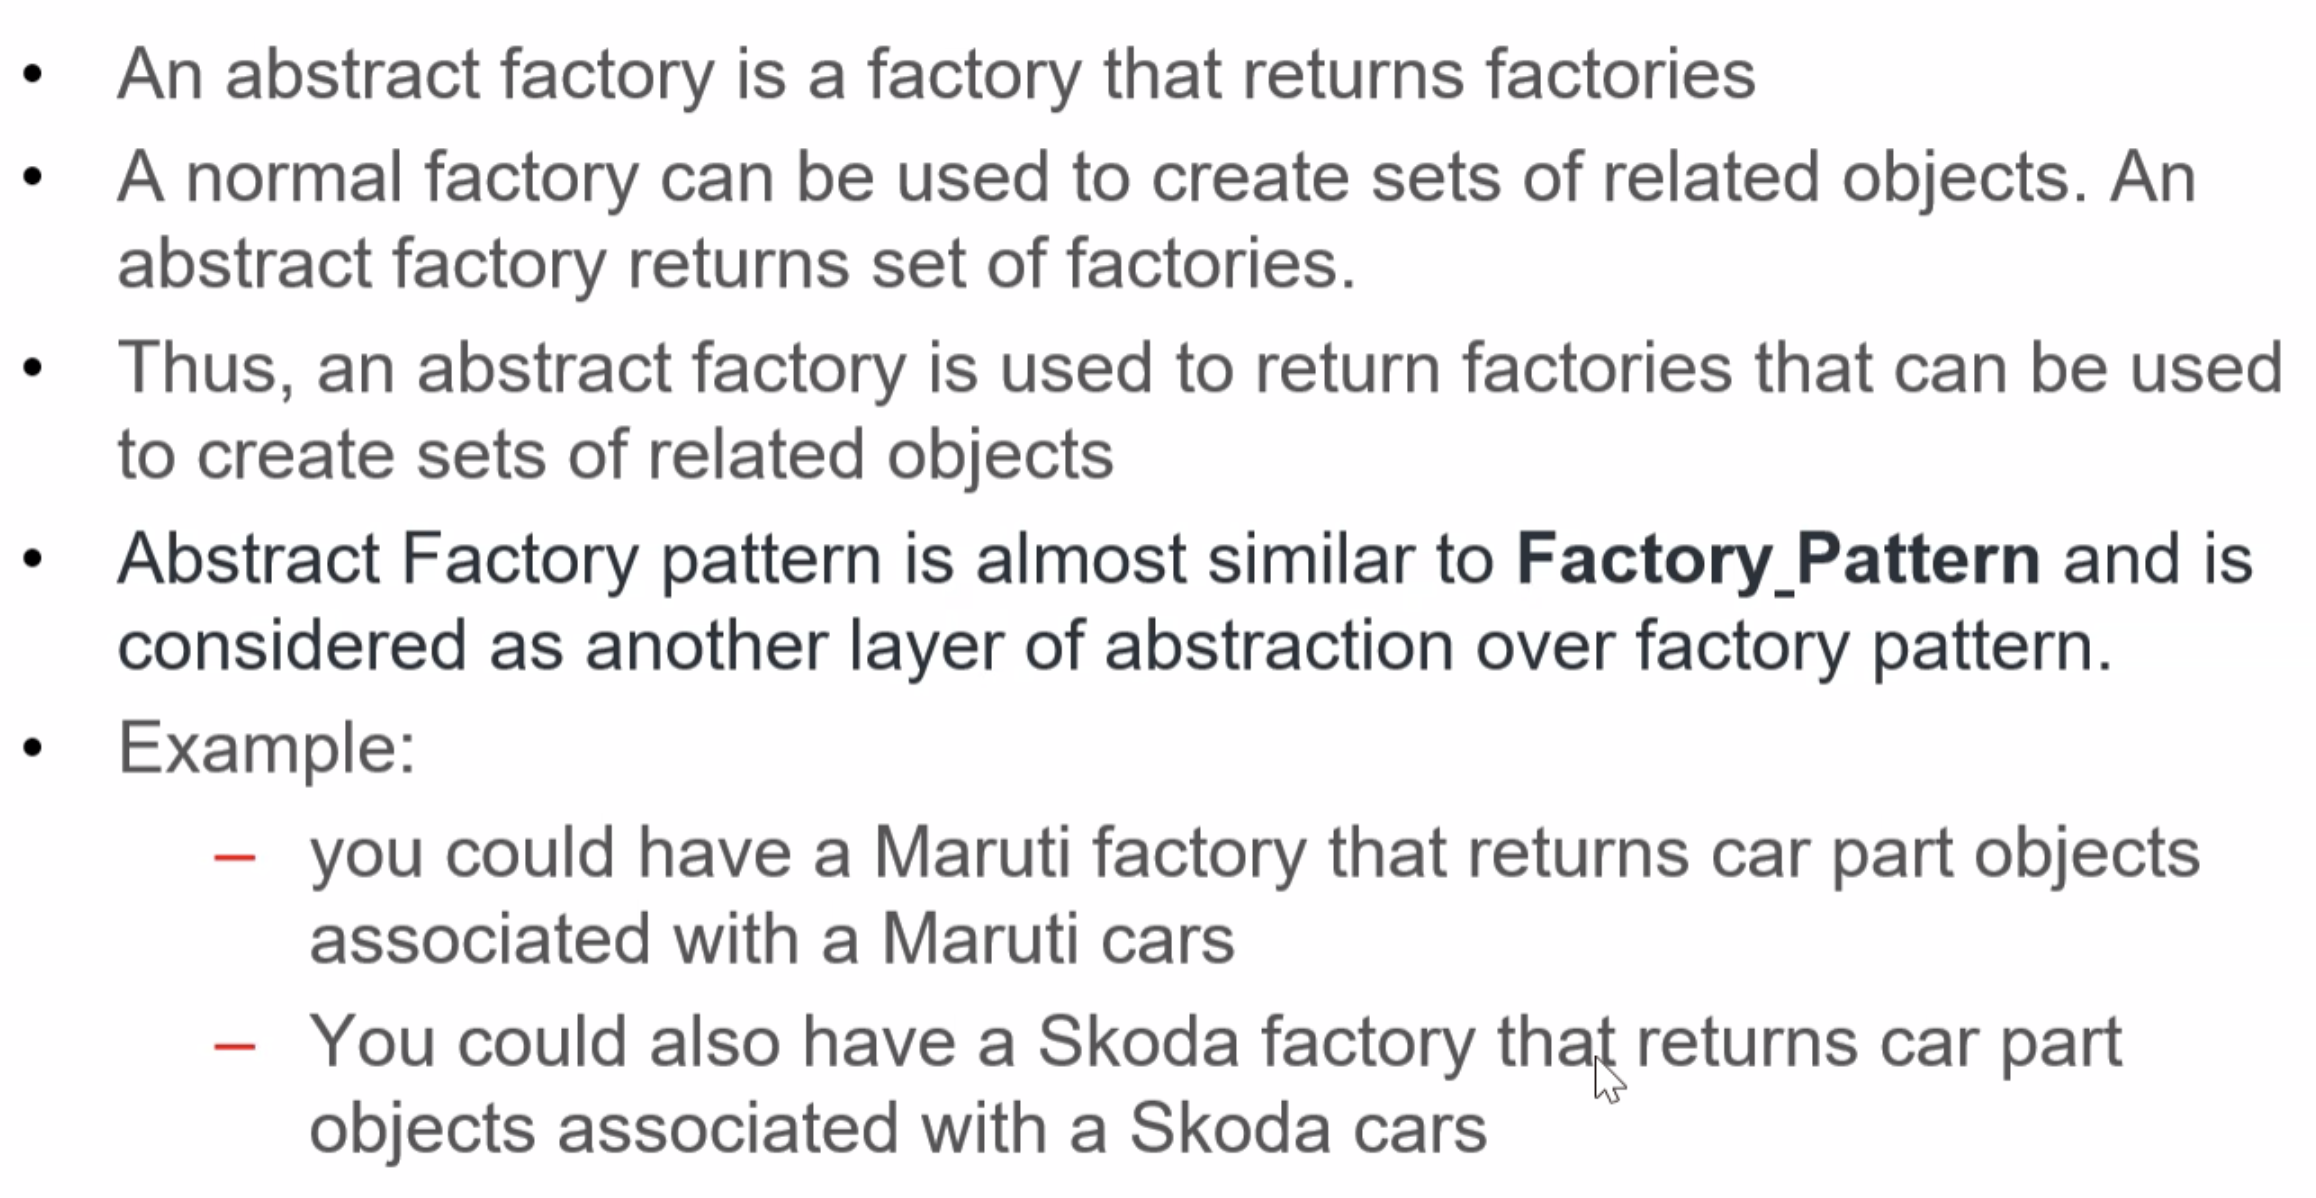 • An abstract factory is a factory that returns factories
• A normal factory can be used to create sets of related objects. An
abstract factory returns set of factories.
• Thus, an abstract factory is used to return factories that can be used
to create sets of related objects
• Abstract Factory pattern is almost similar to Factory Pattern and is
considered as another layer of abstraction over factory pattern.
• Example:
– you could have a Maruti factory that returns car part objects
associated with a Maruti cars
– You could also have a Skoda factory that returns car part
objects associated with a Skoda cars